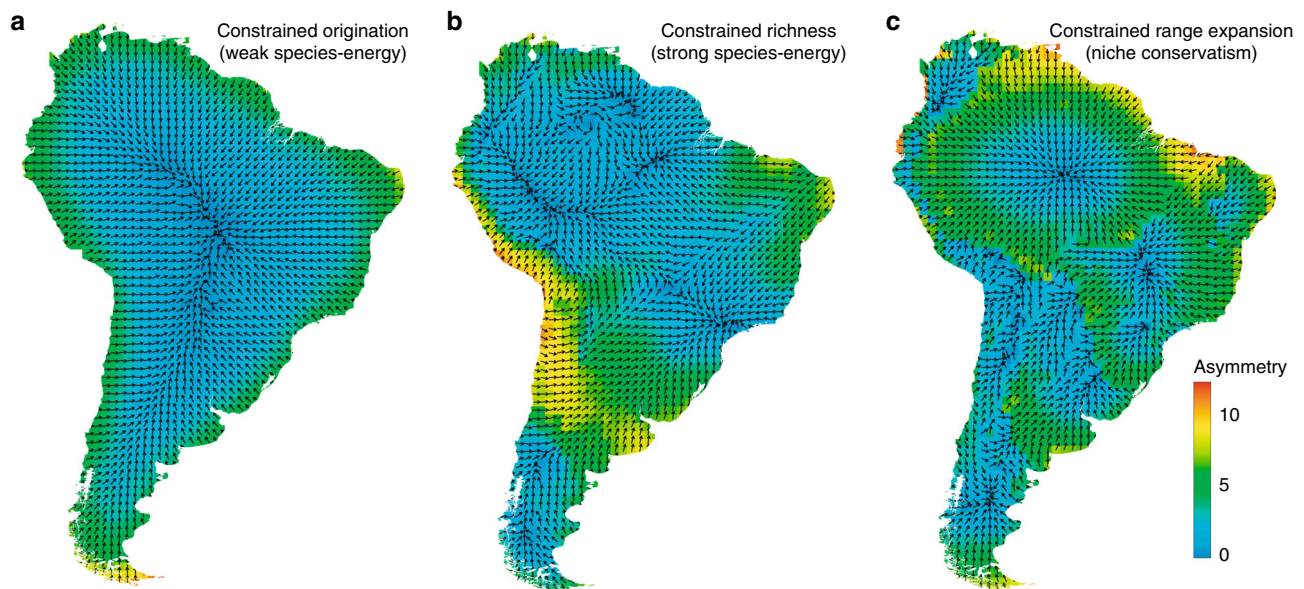 a
Constrained origination
(weak species-energy)
b
Constrained richness
(strong species-energy)
c
Constrained range expansion
(niche conservatism)
Asymmetry
10
5
0